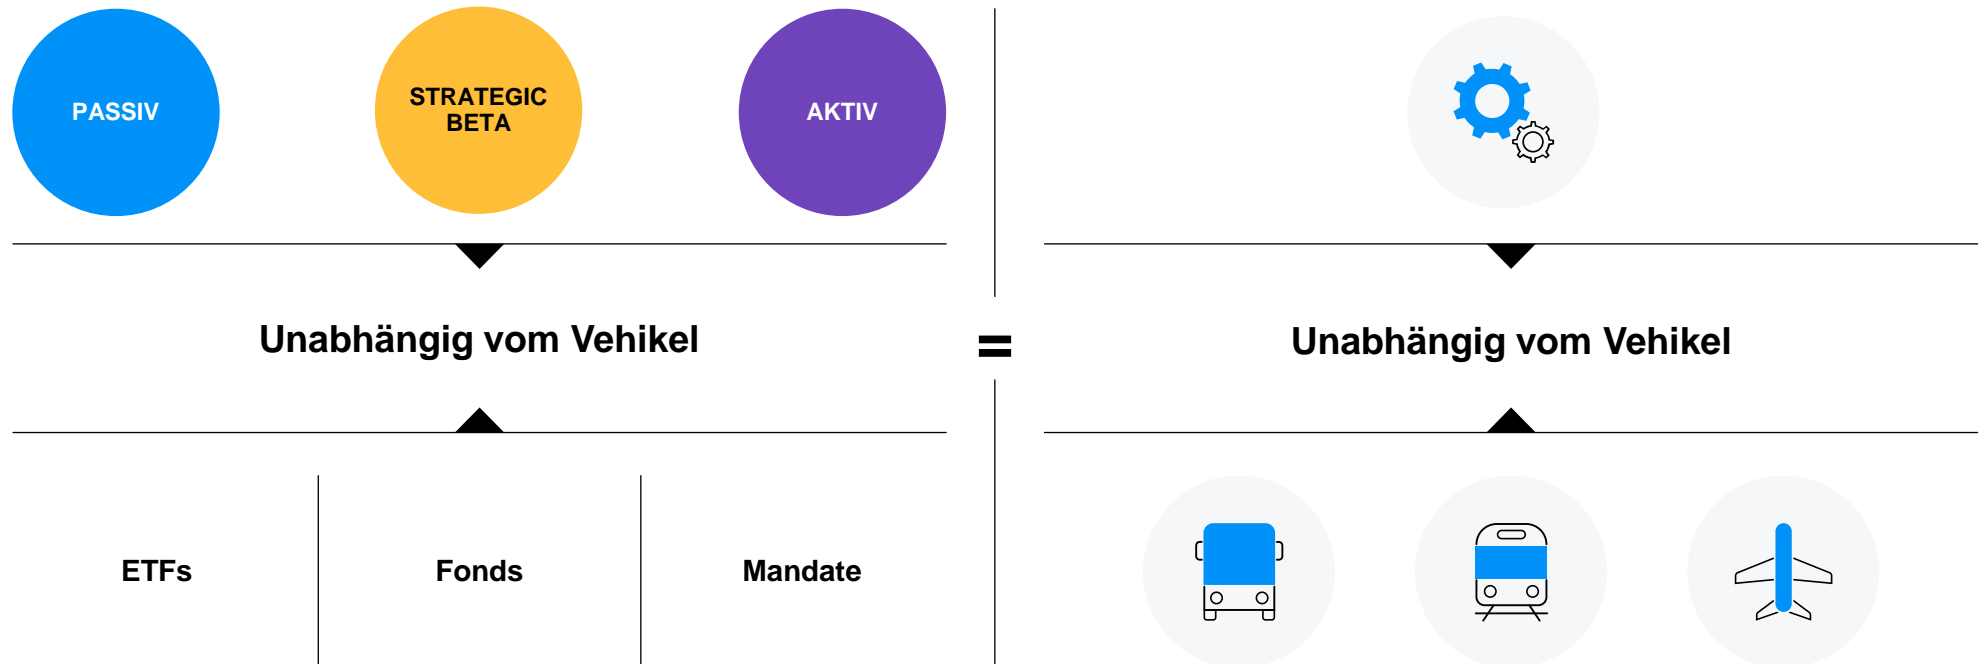 PASSIV
STRATEGIC
BETA
AKTIV
Unabhängig vom Vehikel
=
Unabhängig vom Vehikel
ETFs
Fonds
Mandate